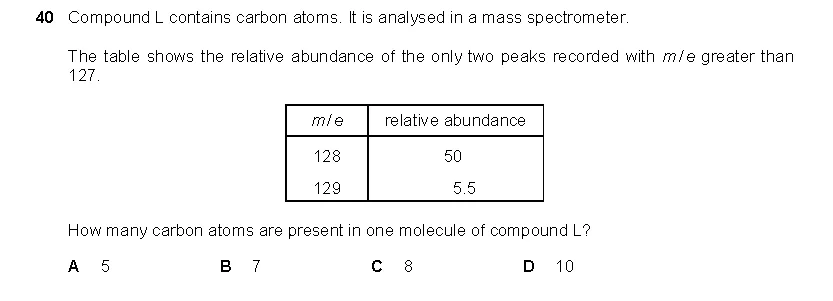 40 Compound L contains carbon atoms. It is analysed in a mass spectrometer.
The table shows the relative abundance of the only two peaks recorded with m/e greater than
127.
m/e relative abundance
128 50
129 5.5
How many carbon atoms are present in one molecule of compound L?
A 5 B 7 C 8 D 10